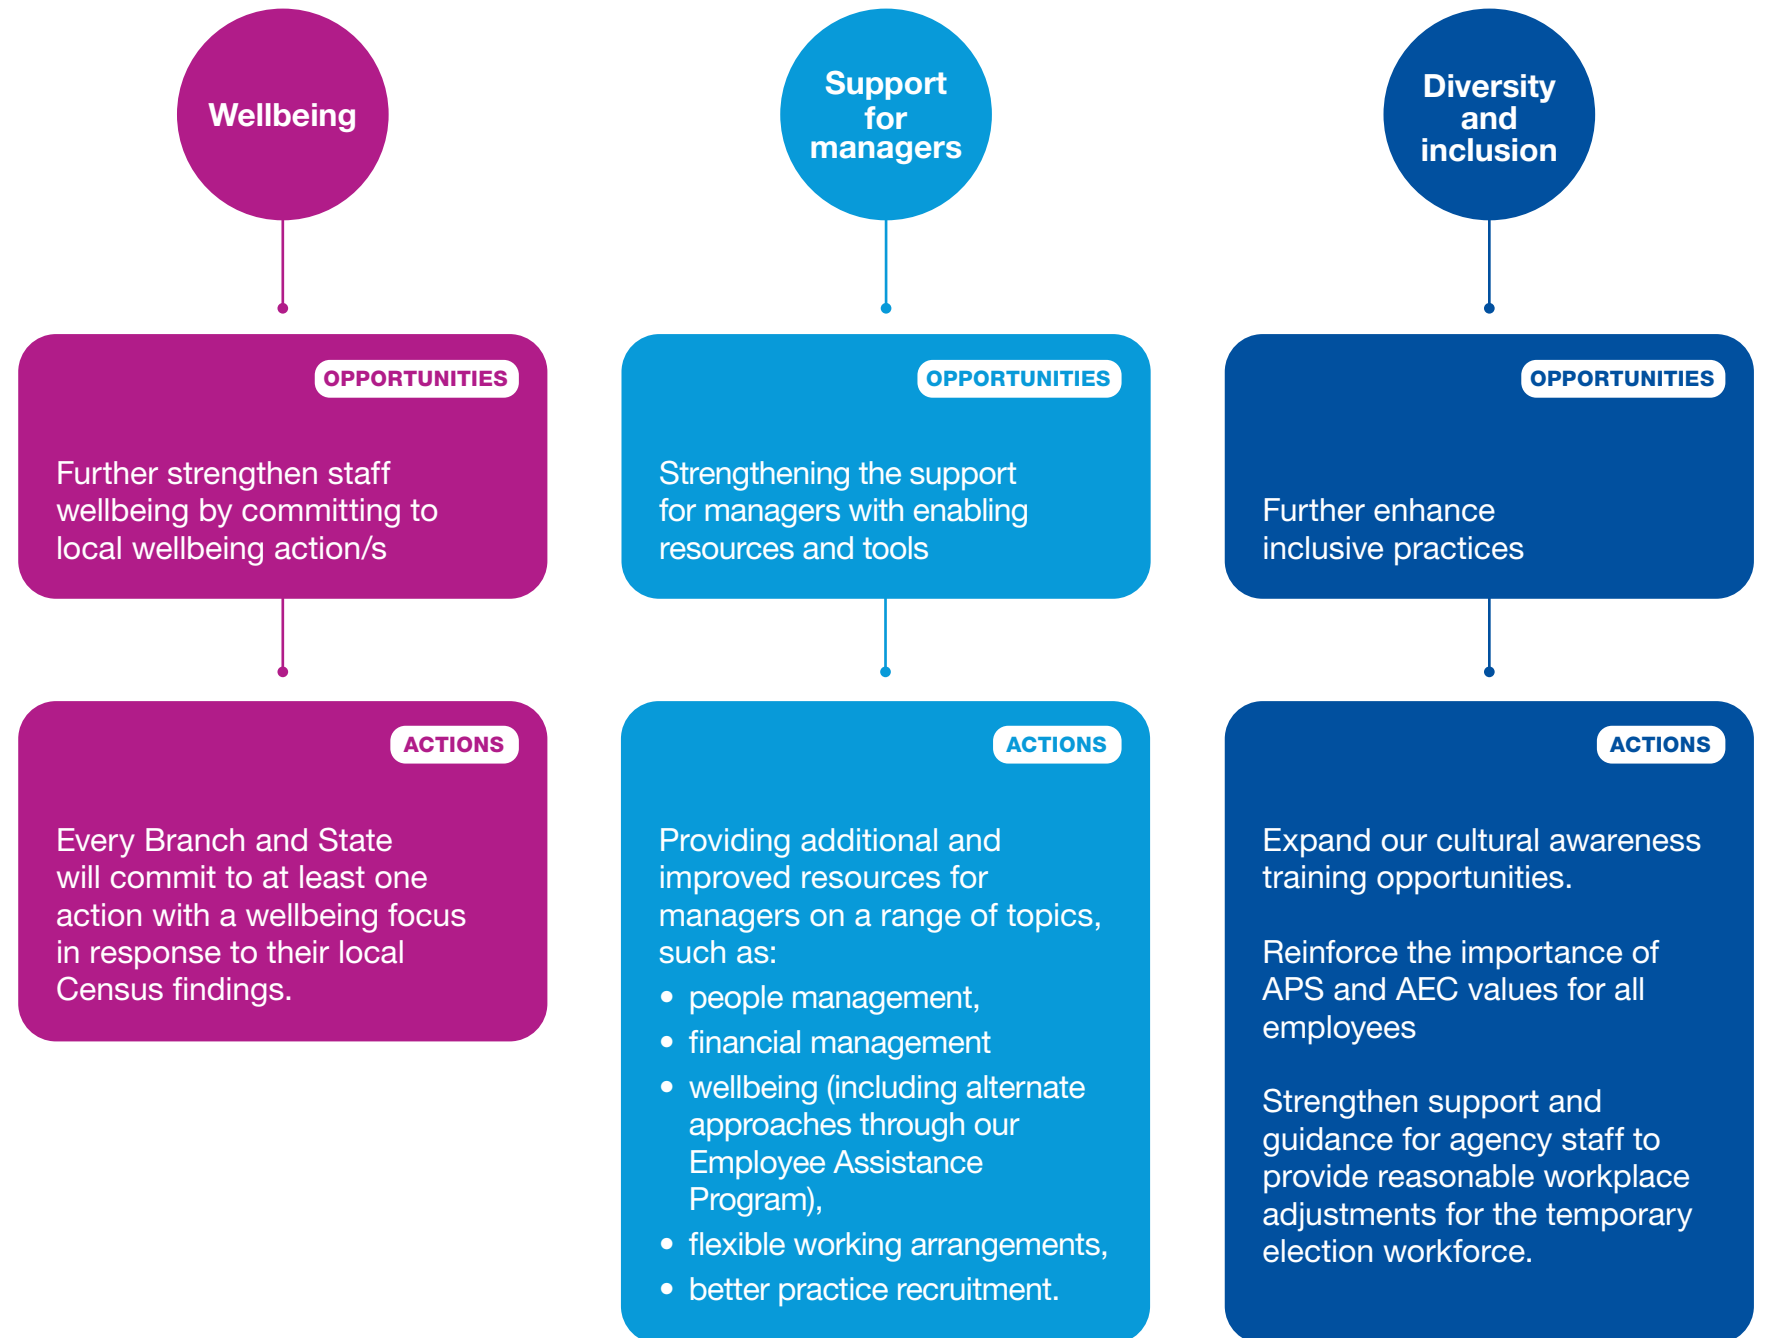 Wellbeing
OPPORTUNITIES
Further strengthen staff
wellbeing by committing to
local wellbeing action/s
ACTIONS
Every Branch and State
will commit to at least one
action with a wellbeing focus
in response to their local
Census findings.
Support
for
managers
OPPORTUNITIES
Strengthening the support
for managers with enabling
resources and tools
ACTIONS
Providing additional and
improved resources for
managers on a range of topics,
such as:
• people management,
• financial management
• wellbeing (including alternate
approaches through our
Employee Assistance
Program),
• flexible working arrangements,
• better practice recruitment.
Diversity
and
inclusion
OPPORTUNITIES
Further enhance
inclusive practices
ACTIONS
Expand our cultural awareness
training opportunities.
Reinforce the importance of
APS and AEC values for all
employees
Strengthen support and
guidance for agency staff to
provide reasonable workplace
adjustments for the temporary
election workforce.